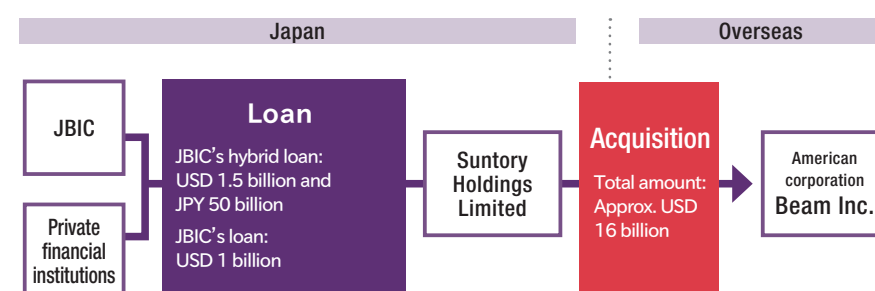 Japan
Overseas
JBIC
Private
financial
institutions
Loan
JBIC's hybrid loan:
USD 1.5 billion and
JPY 50 billion
JBIC's loan:
USD 1 billion
Suntory
Holdings
Limited
Acquisition
Total amount:
Approx. USD
16 billion
American
corporation
Beam Inc.